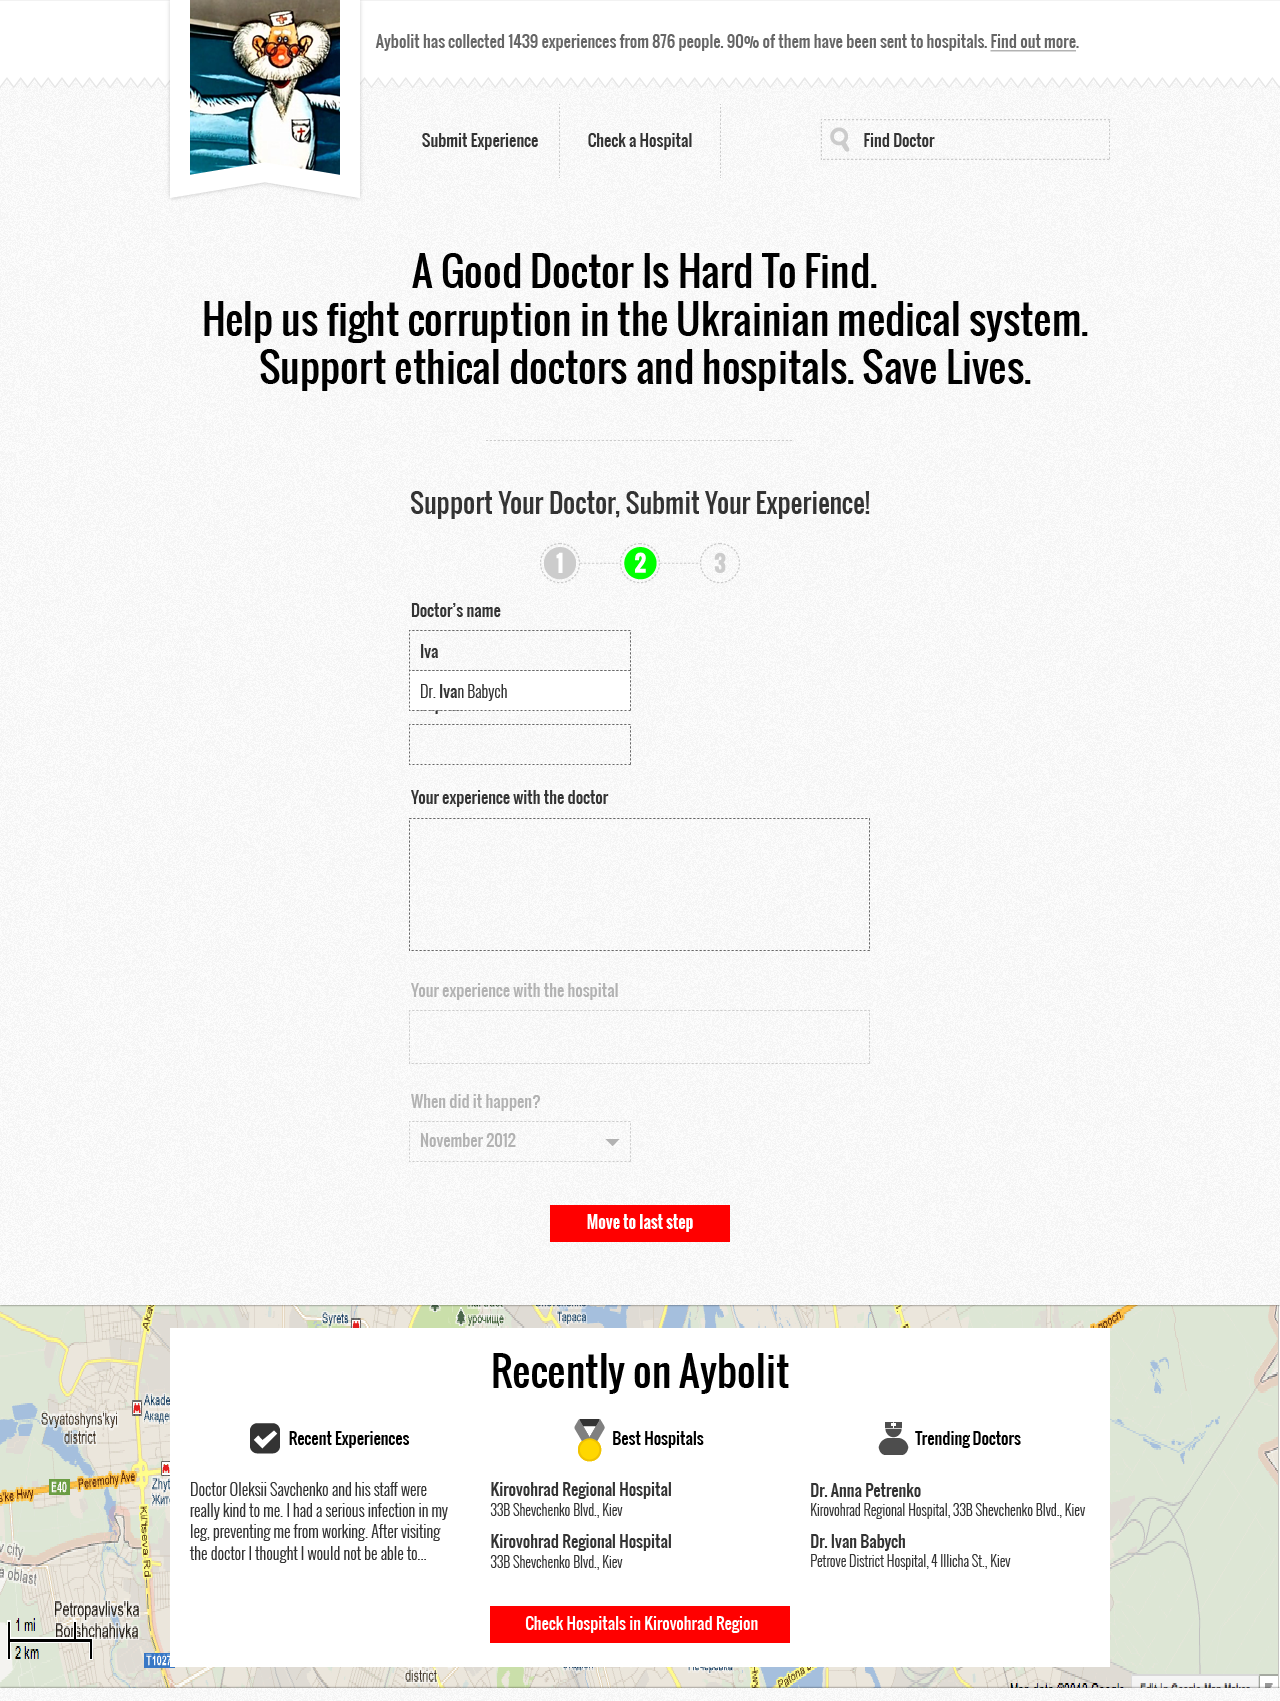 Aybolit has collected 1439 experiences from 876 people. 90% of them have been sent to hospitals. Find out more.
Submit Experience
Check a Hospital
Find Doctor
A Good Doctor Is Hard To Find.
Help us fight corruption in the Ukrainian medical system.
Support ethical doctors and hospitals. Save Lives.
Support Your Doctor, Submit Your Experience!
1
2
3
Doctor's name
Iva
Dr. Ivan Babych
Your experience with the doctor
Your experience with the hospital
When did it happen?
November 2012
Move to last step
Syrets
урочище
Тараса
Recently on Aybolit
Recent Experiences
Doctor Oleksii Savchenko and his staff were
really kind to me. I had a serious infection in my
leg, preventing me from working. After visiting
the doctor I thought I would not be able to...
Best Hospitals
Kirovohrad Regional Hospital
33B Shevchenko Blvd., Kiev
Kirovohrad Regional Hospital
33B Shevchenko Blvd., Kiev
Trending Doctors
Dr. Anna Petrenko
Kirovohrad Regional Hospital, 33B Shevchenko Blvd., Kiev
Dr. Ivan Babych
Petrove District Hospital, 4 Illicha St., Kiev
Check Hospitals in Kirovohrad Region
Svyatoshyns'kyi
district
E40
Peremohy Ave
Kil'tseva Rd
city
oblast
Petropavlivs'ka
Borshchahivka
1 mi
2 km
T1027
district
Map data ©2012 Google
Edit in Google Map Maker